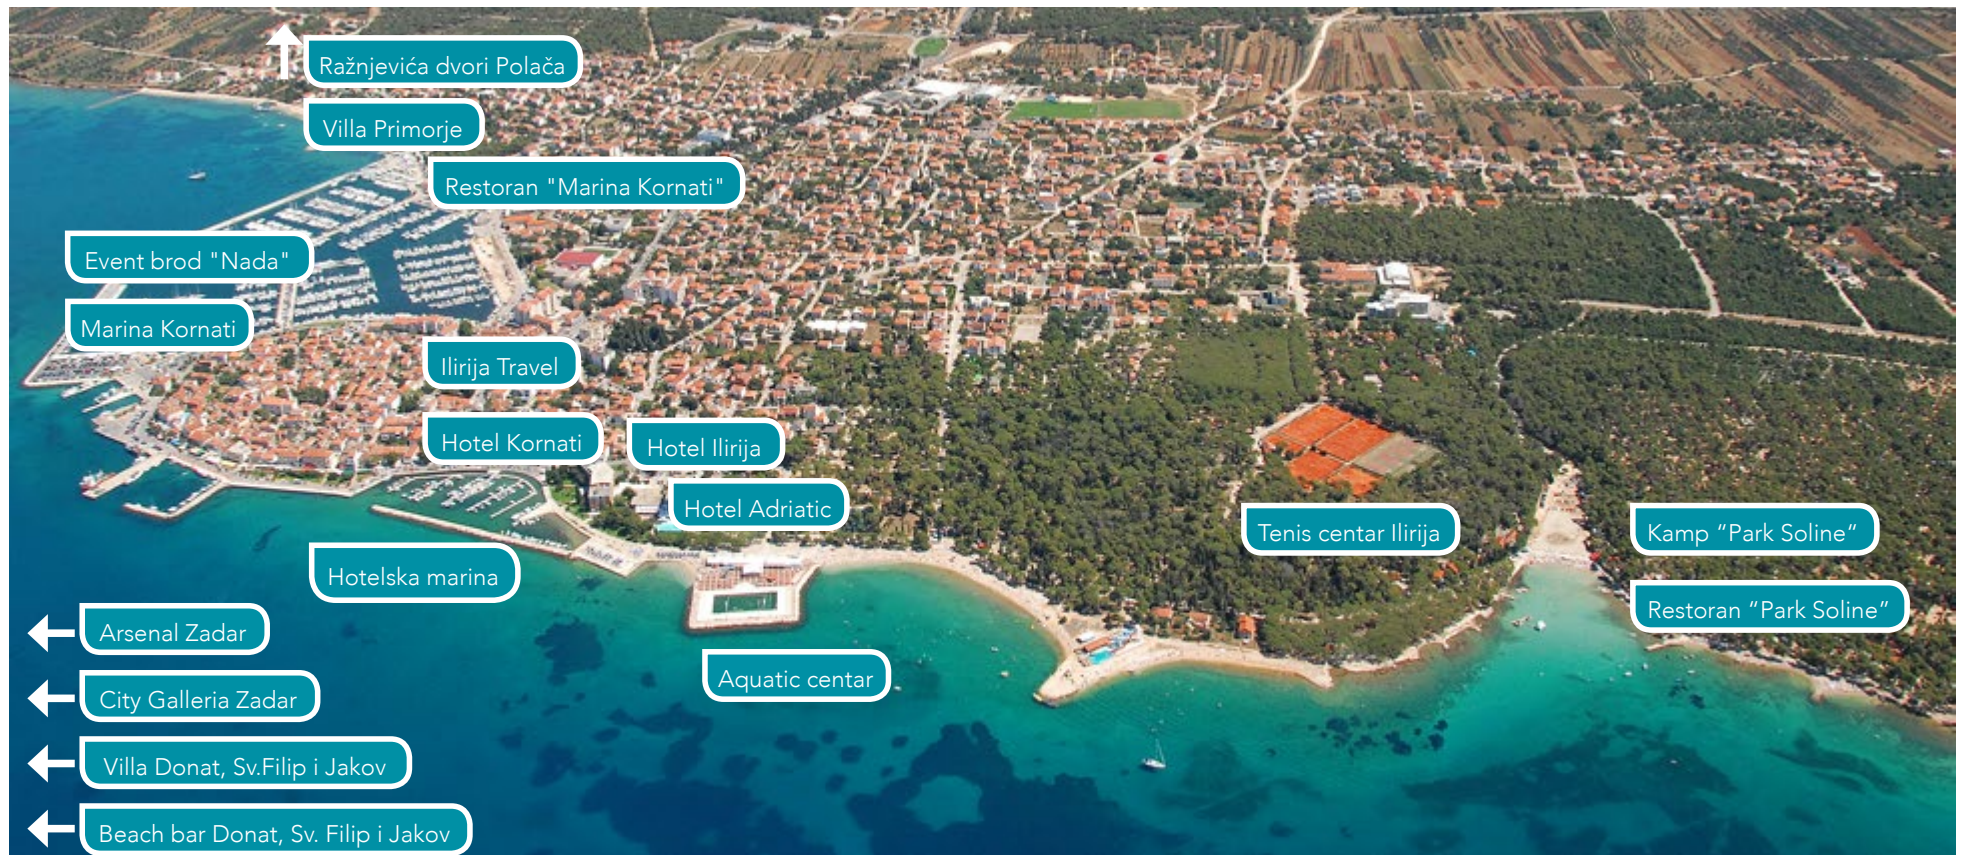 Ražnjevića dvori Polača
Villa Primorje
Restoran "Marina Kornati"
Event brod "Nada"
Marina Kornati
Ilirija Travel
Hotel Kornati
Hotel Ilirija
Hotel Adriatic
Tenis centar Ilirija
Kamp “Park Soline“
Hotelska marina
Restoran “Park Soline”
Arsenal Zadar
Aquatic centar
City Galleria Zadar
Villa Donat, Sv.Filip i Jakov
Beach bar Donat, Sv. Filip i Jakov